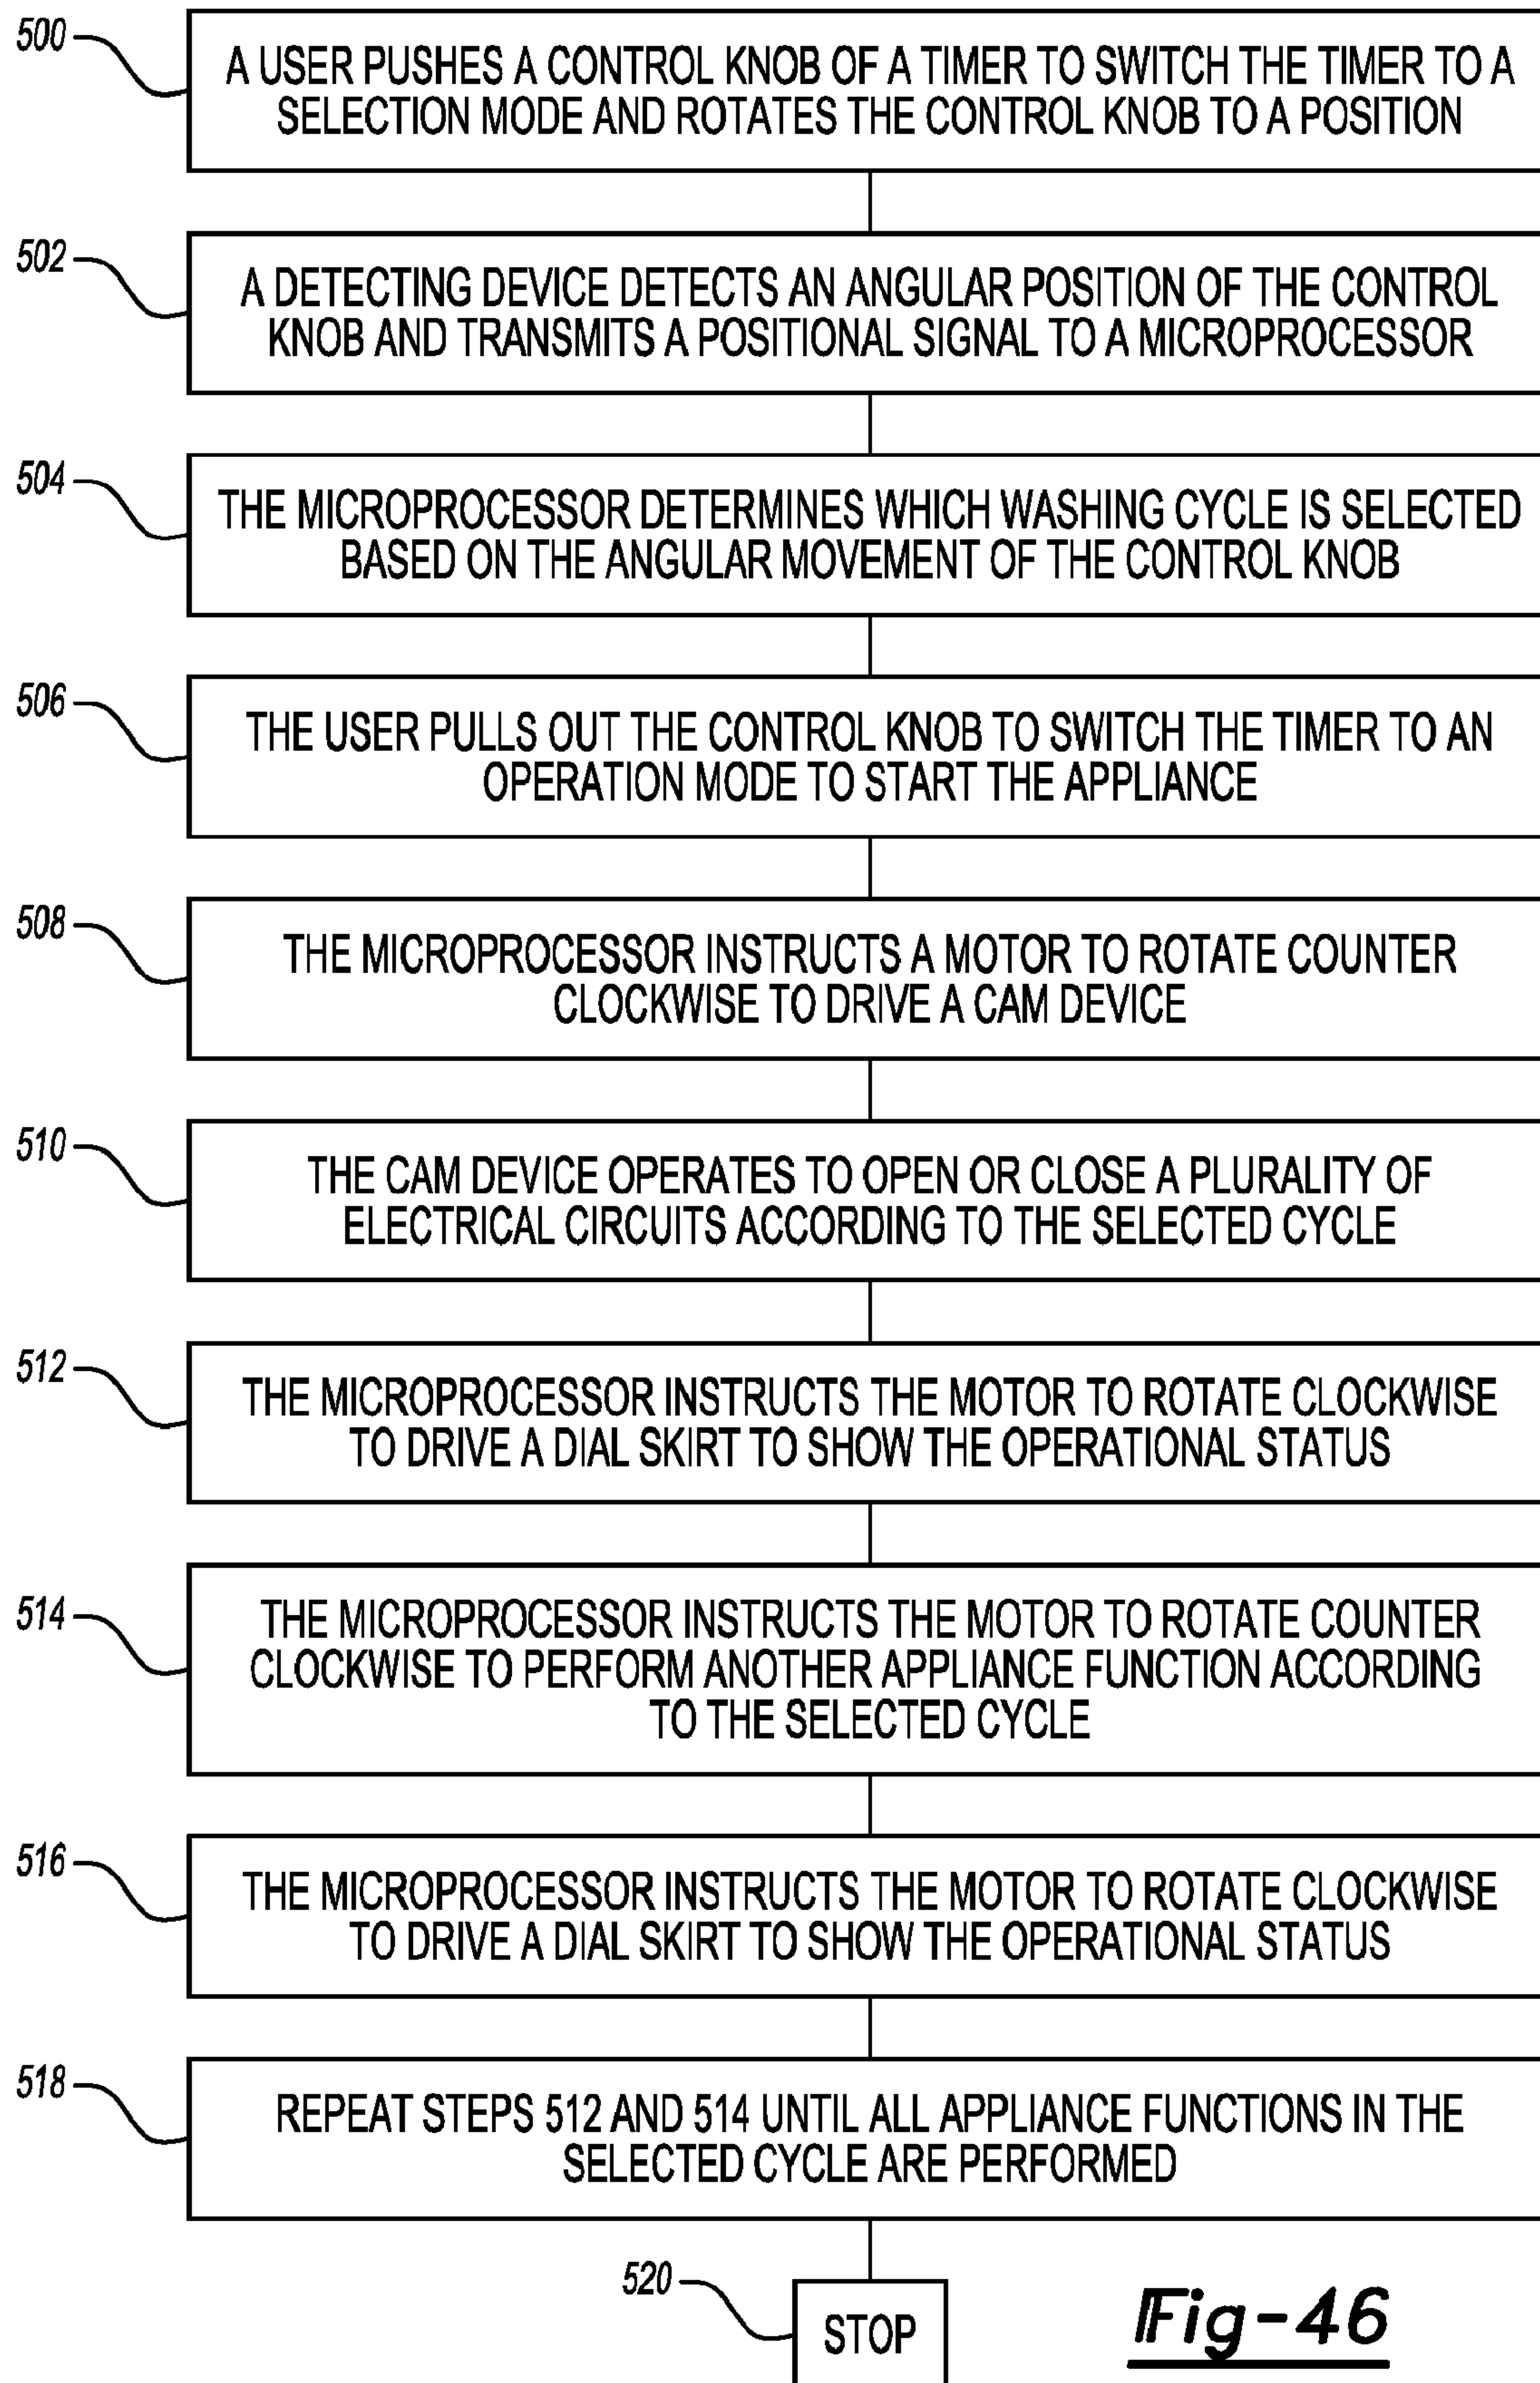 500
A USER PUSHES A CONTROL KNOB OF A TIMER TO SWITCH THE TIMER TO A
SELECTION MODE AND ROTATES THE CONTROL KNOB TO A POSITION
502
A DETECTING DEVICE DETECTS AN ANGULAR POSITION OF THE CONTROL
KNOB AND TRANSMITS A POSITIONAL SIGNAL TO A MICROPROCESSOR
504
THE MICROPROCESSOR DETERMINES WHICH WASHING CYCLE IS SELECTED
BASED ON THE ANGULAR MOVEMENT OF THE CONTROL KNOB
506
THE USER PULLS OUT THE CONTROL KNOB TO SWITCH THE TIMER TO AN
OPERATION MODE TO START THE APPLIANCE
508
THE MICROPROCESSOR INSTRUCTS A MOTOR TO ROTATE COUNTER
CLOCKWISE TO DRIVE A CAM DEVICE
510
THE CAM DEVICE OPERATES TO OPEN OR CLOSE A PLURALITY OF
ELECTRICAL CIRCUITS ACCORDING TO THE SELECTED CYCLE
512
THE MICROPROCESSOR INSTRUCTS THE MOTOR TO ROTATE CLOCKWISE
TO DRIVE A DIAL SKIRT TO SHOW THE OPERATIONAL STATUS
514
THE MICROPROCESSOR INSTRUCTS THE MOTOR TO ROTATE COUNTER
CLOCKWISE TO PERFORM ANOTHER APPLIANCE FUNCTION ACCORDING
TO THE SELECTED CYCLE
516
THE MICROPROCESSOR INSTRUCTS THE MOTOR TO ROTATE CLOCKWISE
TO DRIVE A DIAL SKIRT TO SHOW THE OPERATIONAL STATUS
518
REPEAT STEPS 512 AND 514 UNTIL ALL APPLIANCE FUNCTIONS IN THE
SELECTED CYCLE ARE PERFORMED
520
STOP
Fig-46